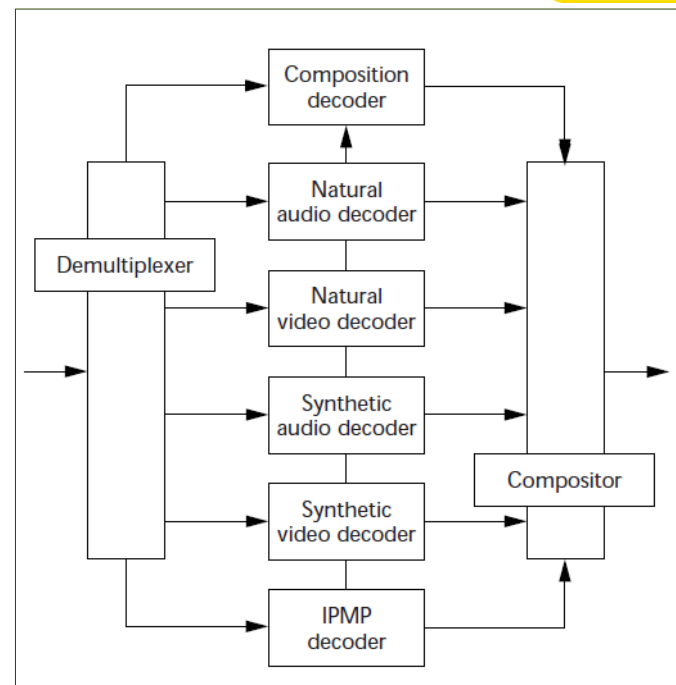 Composition
decoder
Natural
audio decoder
Demultiplexer
Natural
video decoder
Synthetic
audio decoder
Compositor
Synthetic
video decoder
IPMP
decoder